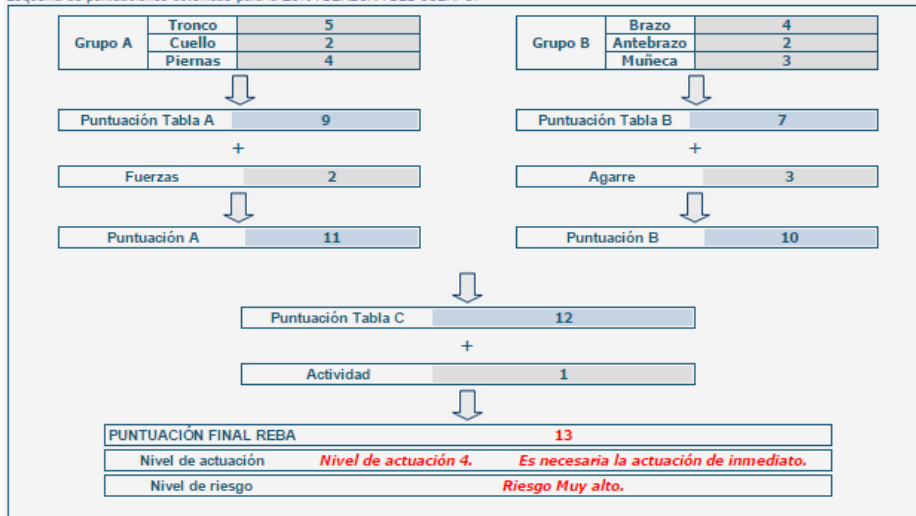 Grupo A Tronco 5 Grupo B Brazo 4
Cuello 2 Antebrazo 2
Piernas 4 Muñeca 3
Puntuación Tabla A 9 Puntuación Tabla B 7
+ +
Fuerzas 2 Agarre 3
Puntuación A 11 Puntuación B 10
Puntuación Tabla C 12
+
Actividad 1
PUNTUACIÓN FINAL REBA 13
Nivel de actuación Nivel de actuación 4. Es necesaria la actuación de inmediato.
Nivel de riesgo Riesgo Muy alto.